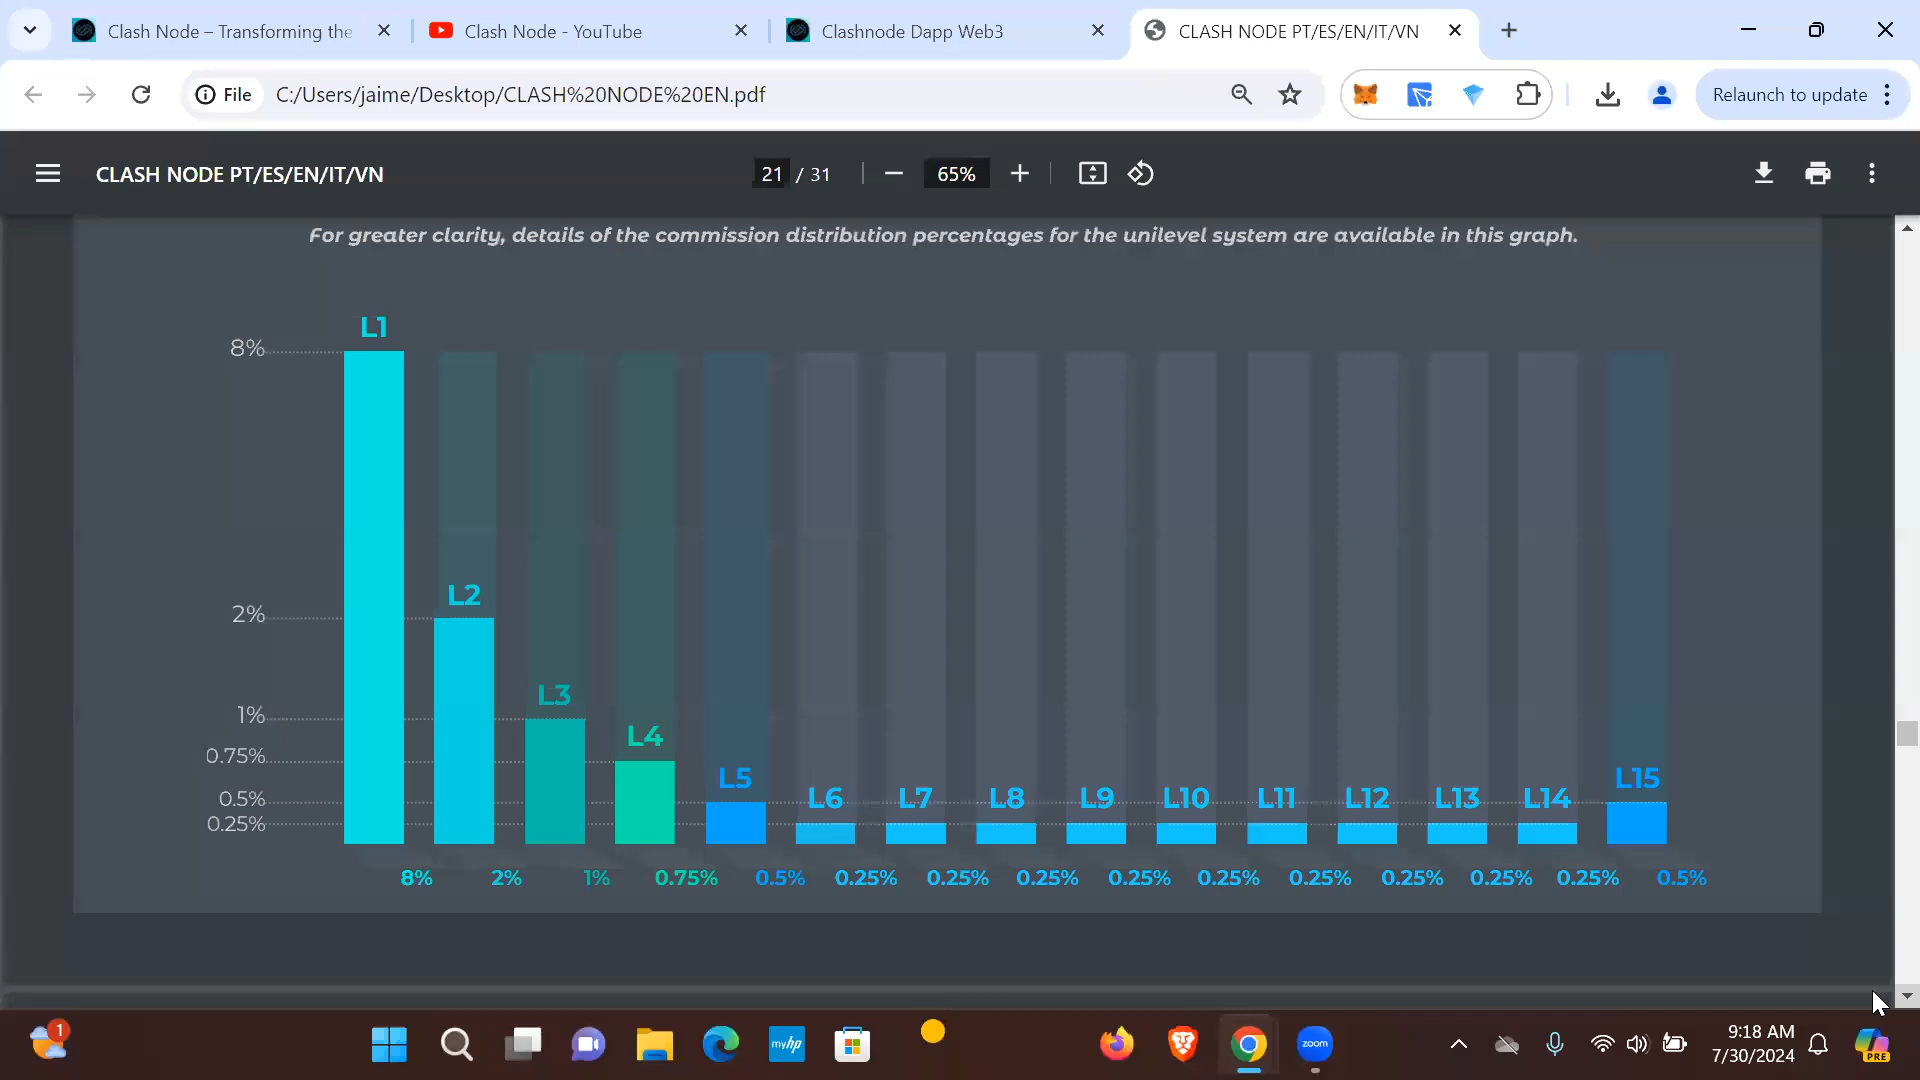 Clash Node – Transforming the
Clash Node - YouTube
Clashnode Dapp Web3
CLASH NODE PT/ES/EN/IT/VN
File
C:/Users/jaime/Desktop/CLASH%20NODE%20EN.pdf
Relaunch to update
CLASH NODE PT/ES/EN/IT/VN
21 / 31
65%
For greater clarity, details of the commission distribution percentages for the unilevel system are available in this graph.
L1
8%
L2
2%
L3
1%
L4
0.75%
L5
L15
0.5%
L6 L7 L8 L9 L10 L11 L12 L13 L14
0.25%
8% 2% 1% 0.75% 0.5% 0.25% 0.25% 0.25% 0.25% 0.25% 0.25% 0.25% 0.25% 0.25% 0.5%
1
myhp
zoom
9:18 AM
7/30/2024
PRE